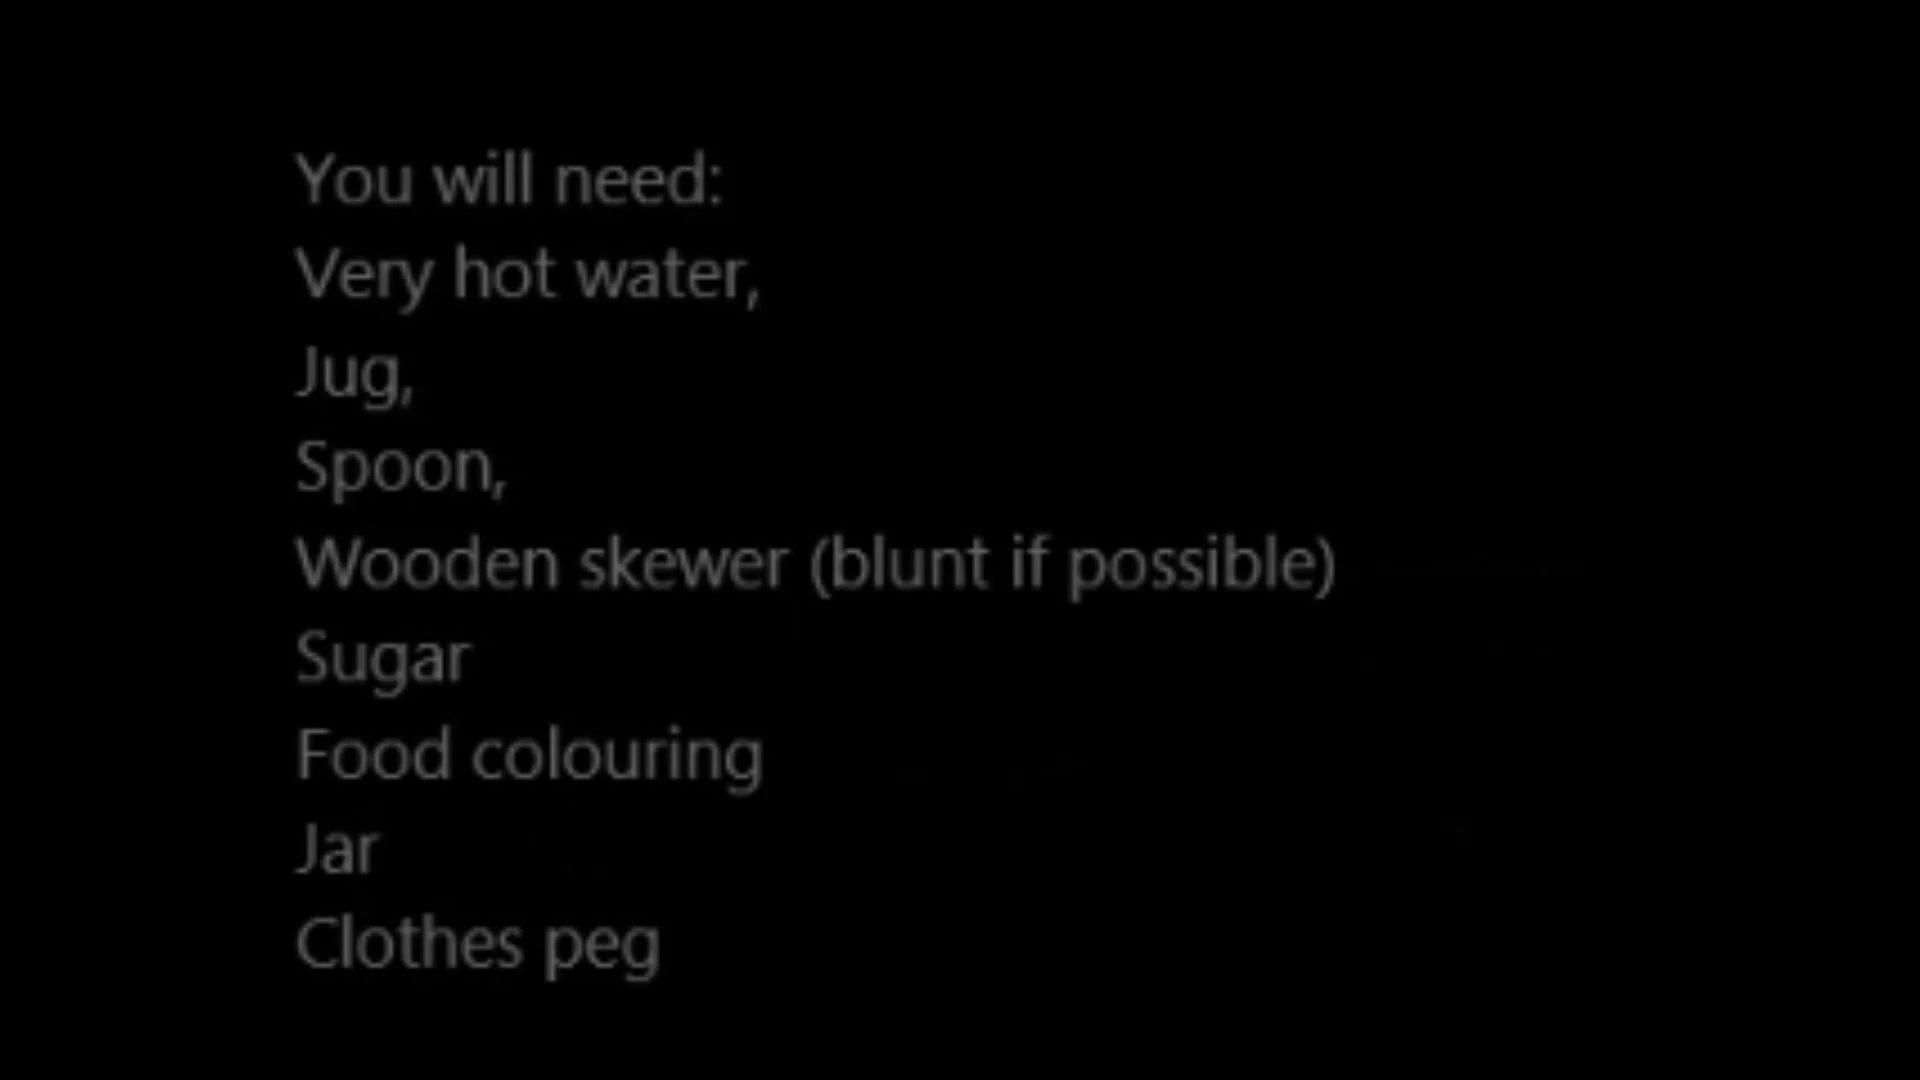 You will need:
Very hot water,
Jug,
Spoon,
Wooden skewer (blunt if possible)
Sugar
Food colouring
Jar
Clothes peg